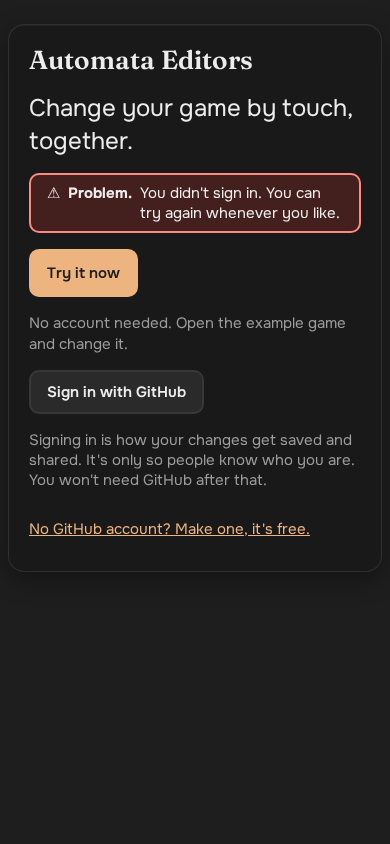 Automata Editors
Change your game by touch,
together.
⚠ Problem. You didn't sign in. You can
try again whenever you like.
Try it now
No account needed. Open the example game
and change it.
Sign in with GitHub
Signing in is how your changes get saved and
shared. It's only so people know who you are.
You won't need GitHub after that.
No GitHub account? Make one, it's free.